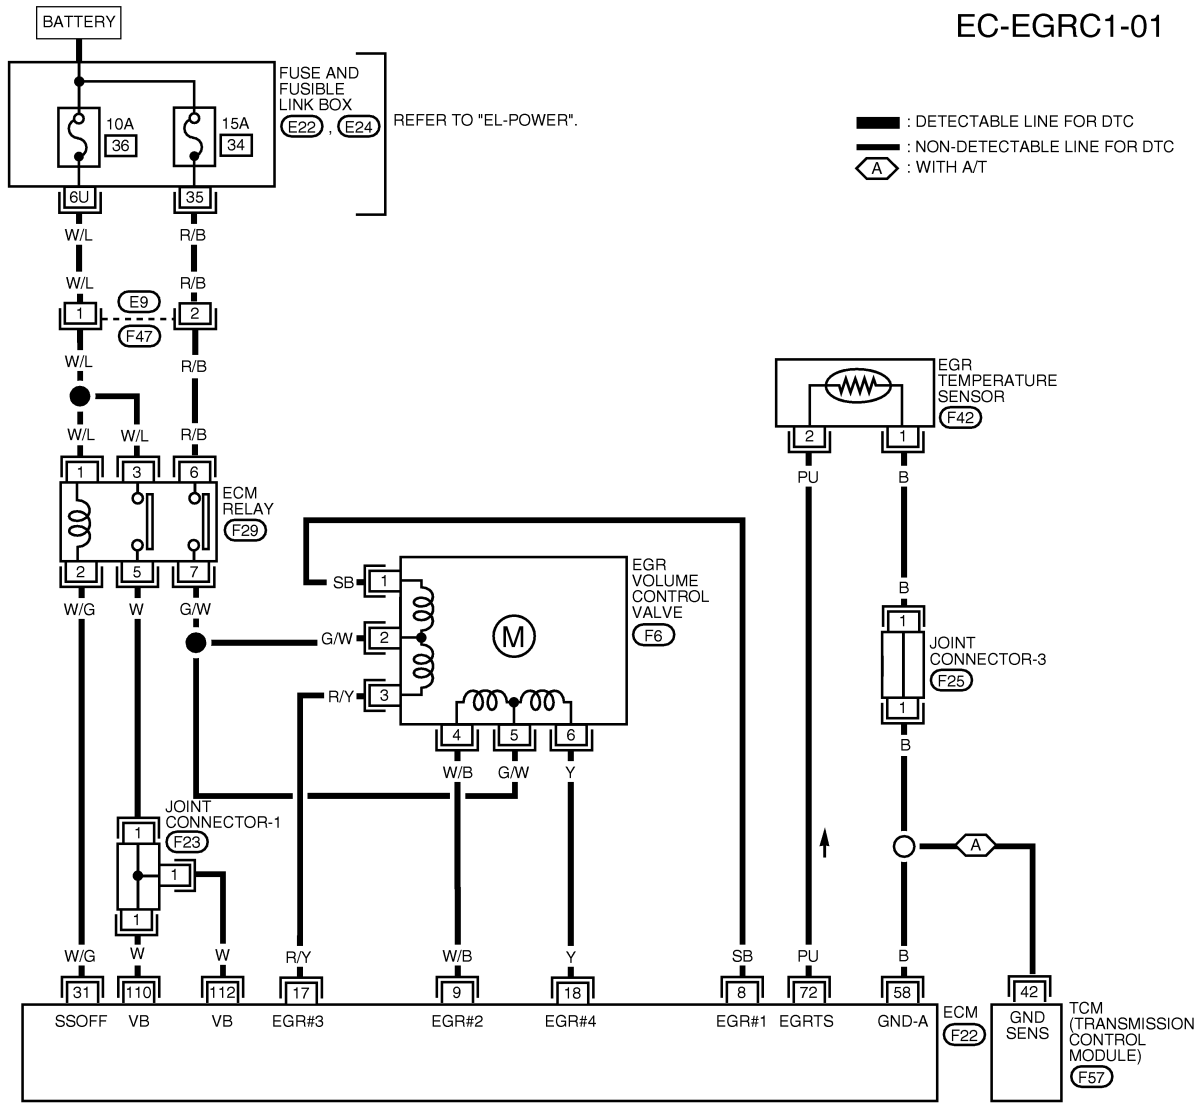 BATTERY
EC-EGRC1-01
FUSE AND
FUSIBLE
LINK BOX
E22 , E24
REFER TO "EL-POWER".
10A
36
15A
34
: DETECTABLE LINE FOR DTC
: NON-DETECTABLE LINE FOR DTC
A : WITH A/T
6U 35
W/L R/B
W/L R/B
1 E9 2
F47
W/L R/B
W/L W/L R/B
1 3 6
ECM
RELAY
F29
2 5 7
W/G W G/W
EGR
TEMPERATURE
SENSOR
F42
2 1
PU B
B
SB 1
G/W 2
R/Y 3
M
EGR
VOLUME
CONTROL
VALVE
F6
4 5 6
W/B G/W Y
1
JOINT
CONNECTOR-3
F25
1
B
JOINT
CONNECTOR-1
F23
1
1
1
A
W/G W W R/Y W/B Y SB PU B
31 110 112 17 9 18 8 72 58 42
SSOFF VB VB EGR#3 EGR#2 EGR#4 EGR#1 EGRTS GND-A
ECM
F22
GND
SENS
TCM
(TRANSMISSION
CONTROL
MODULE)
F57